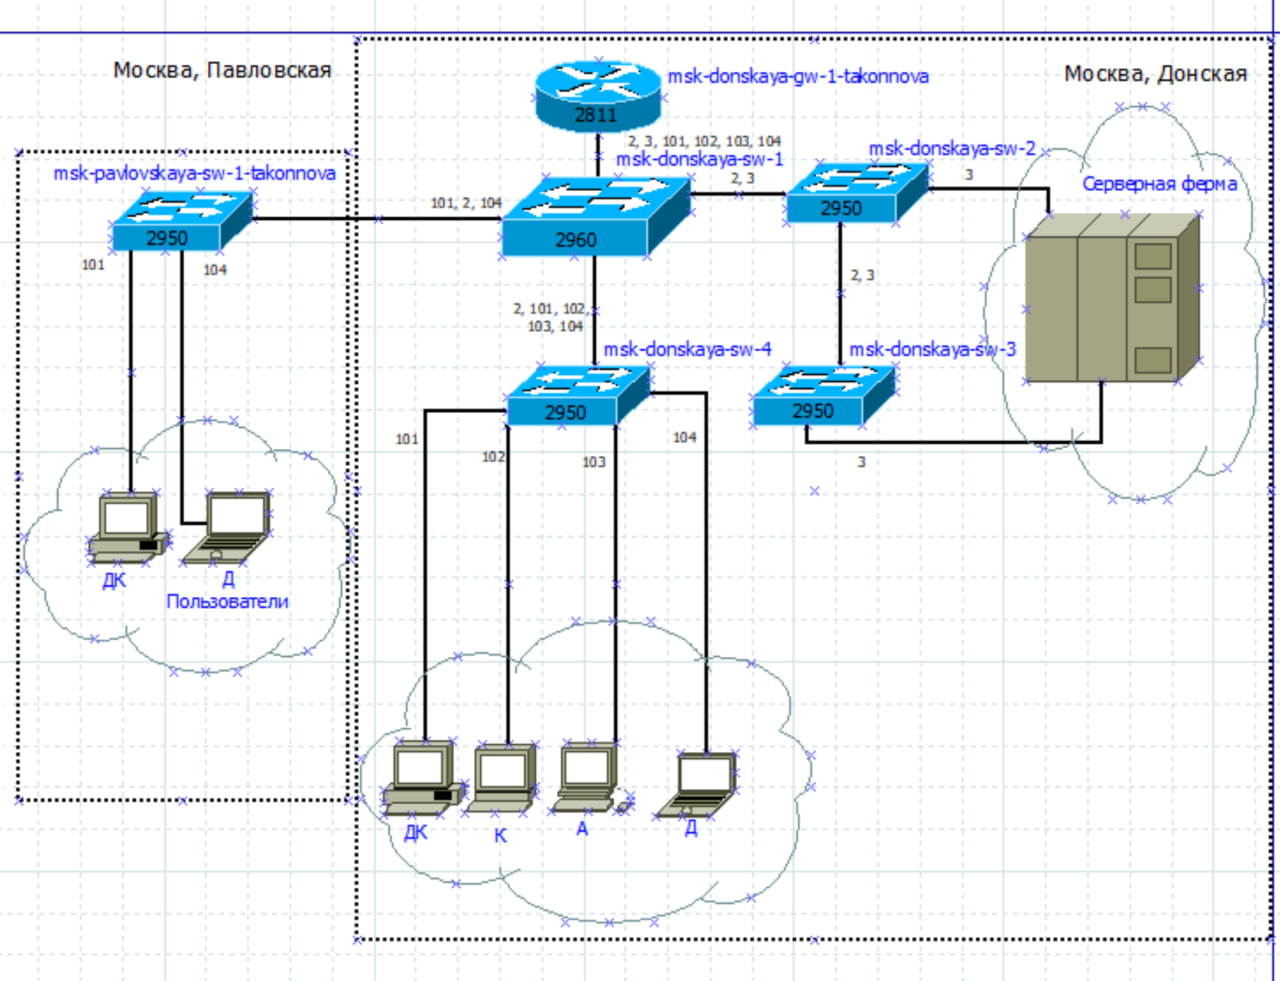 Москва, Павловская
Москва, Донская
msk-donskaya-gw-1-takonnova
2811
2, 3, 101, 102, 103, 104
msk-donskaya-sw-1
msk-donskaya-sw-2
2, 3
3
msk-pavlovskaya-sw-1-takonnova
Серверная ферма
101, 2, 104
2950
2960
2950
101
104
2, 3
2, 101, 102,
103, 104
msk-donskaya-sw-4
msk-donskaya-sw-3
2950
2950
101
102
103
104
3
ДК
Д
Пользователи
ДК
К
А
Д